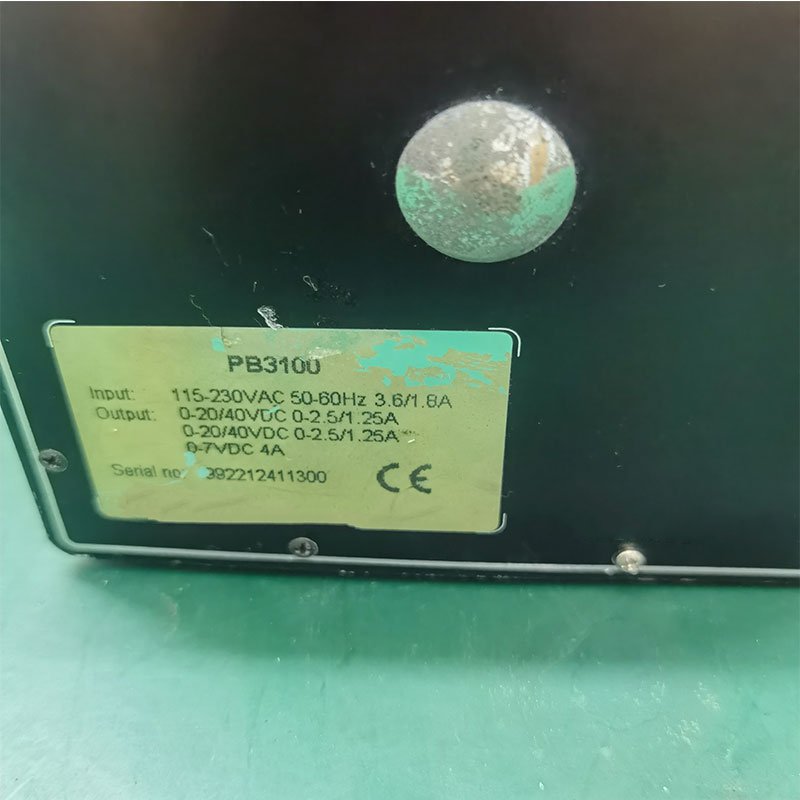 PB3100
Input: 115-230VAC 50-60Hz 3.6/1.8A
Output: 0-20/40VDC 0-2.5/1.25A
0-20/40VDC 0-2.5/1.25A
0-7VDC 4A
Serial no 992212411300
CE